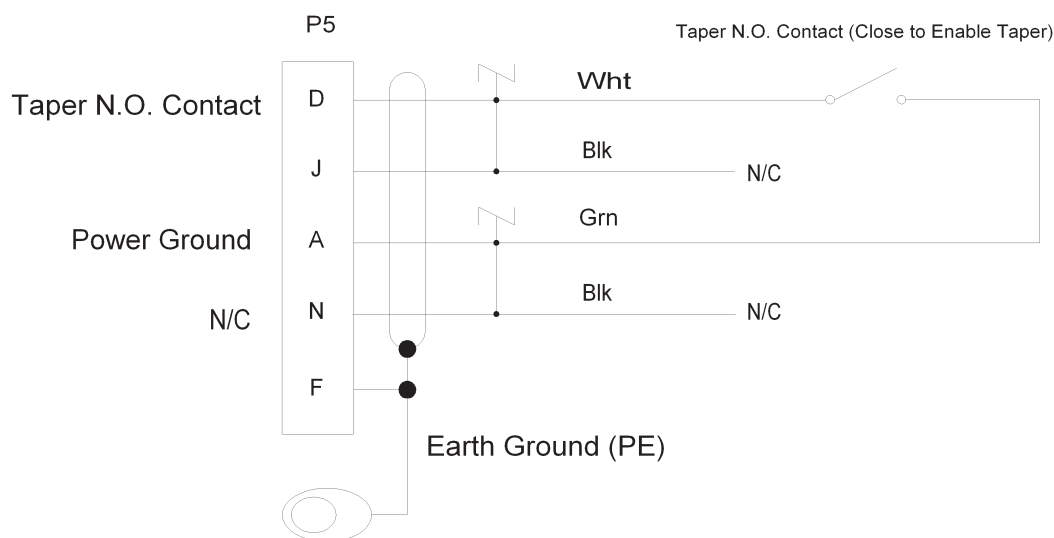 P5
Taper N.O. Contact (Close to Enable Taper)
Taper N.O. Contact
D
Wht
J
Blk
N/C
Power Ground
A
Grn
N/C
N
Blk
N/C
F
Earth Ground (PE)